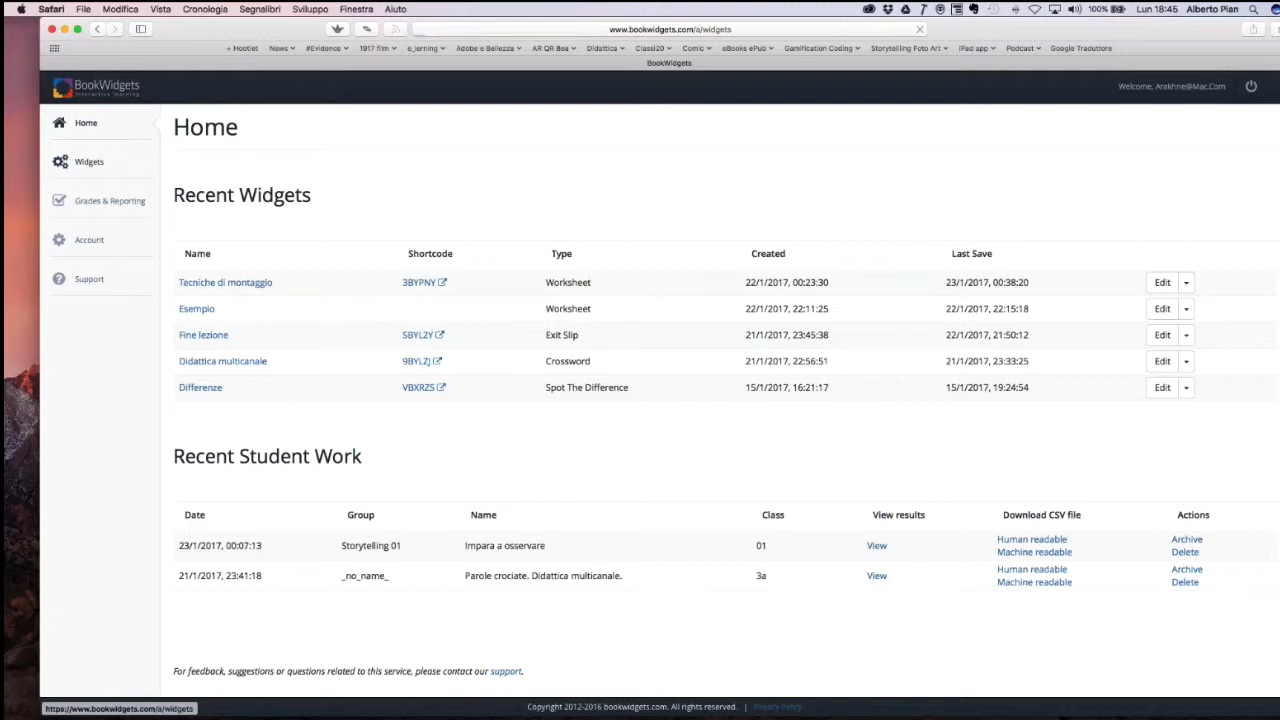 Safari File Modifica Vista Cronologia Segnalibri Sviluppo Finestra Aiuto 100% Lun 18:45 Alberto Pian
www.bookwidgets.com/a/widgets
+ Hootlet News #Evidence 1917 film e_lerning Adobe e Bellezza AR QR Bea Didattica Classi20 Comic eBooks ePub Gamification Coding Storytelling Foto Art iPad app Podcast Google Traduttore
BookWidgets
BookWidgets Welcome, Arakhne@Mac.Com
interactive learning
Home
Home
Widgets
Grades & Reporting
Account
Support
Recent Widgets
Name Shortcode Type Created Last Save
Tecniche di montaggio 3BYPNY Worksheet 22/1/2017, 00:23:30 23/1/2017, 00:38:20 Edit
Esempio Worksheet 22/1/2017, 22:11:25 22/1/2017, 22:15:18 Edit
Fine lezione SBYL2Y Exit Slip 21/1/2017, 23:45:38 22/1/2017, 21:50:12 Edit
Didattica multicanale 9BYLZJ Crossword 21/1/2017, 22:56:51 21/1/2017, 23:33:25 Edit
Differenze VBXRZS Spot The Difference 15/1/2017, 16:21:17 15/1/2017, 19:24:54 Edit
Recent Student Work
Date Group Name Class View results Download CSV file Actions
23/1/2017, 00:07:13 Storytelling 01 Impara a osservare 01 View Human readable Archive
Machine readable Delete
21/1/2017, 23:41:18 _no_name_ Parole crociate. Didattica multicanale. 3a View Human readable Archive
Machine readable Delete
For feedback, suggestions or questions related to this service, please contact our support.
https://www.bookwidgets.com/a/widgets
Copyright 2012-2016 bookwidgets.com. All rights reserved. | Privacy Policy